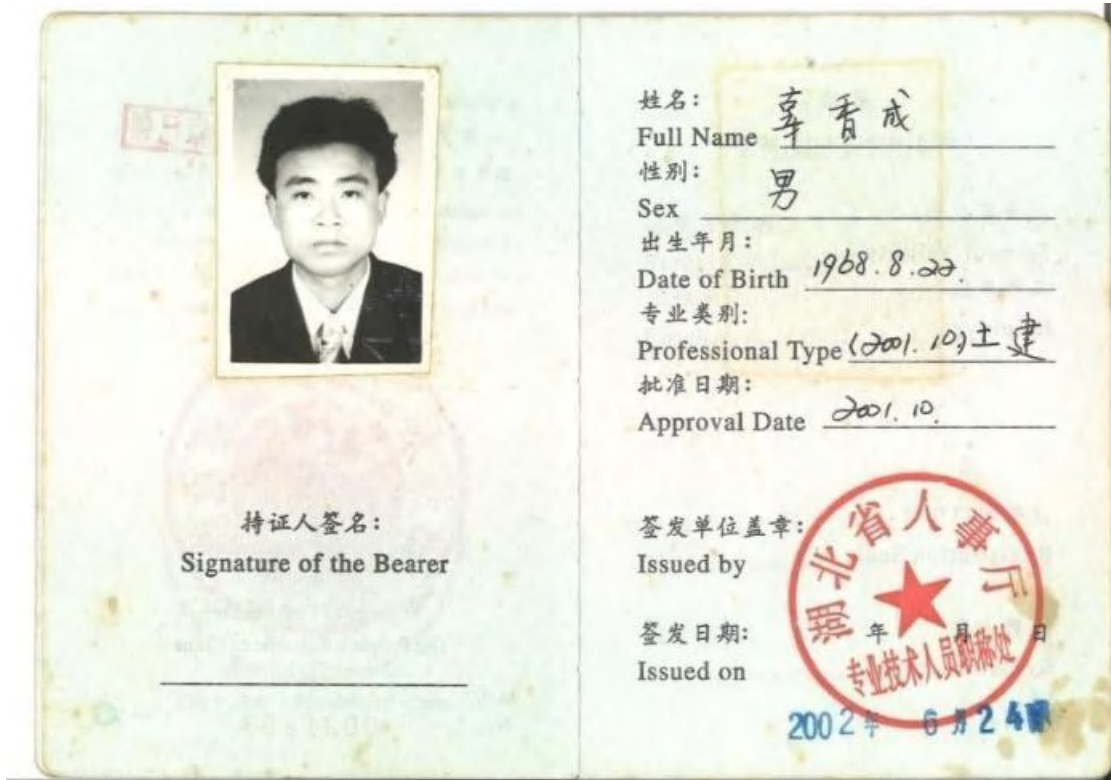 持证人签名:
Signature of the Bearer
姓名:
Full Name 辜香成
性别: 男
Sex
出生年月:
Date of Birth 1968.8.22.
专业类别:
Professional Type (2001.10) 土建
批准日期:
Approval Date 2001.10.
签发单位盖章:
Issued by
湖北省人事厅
专业技术人员职称处
签发日期: 年 月 日
Issued on
2002年 6月24